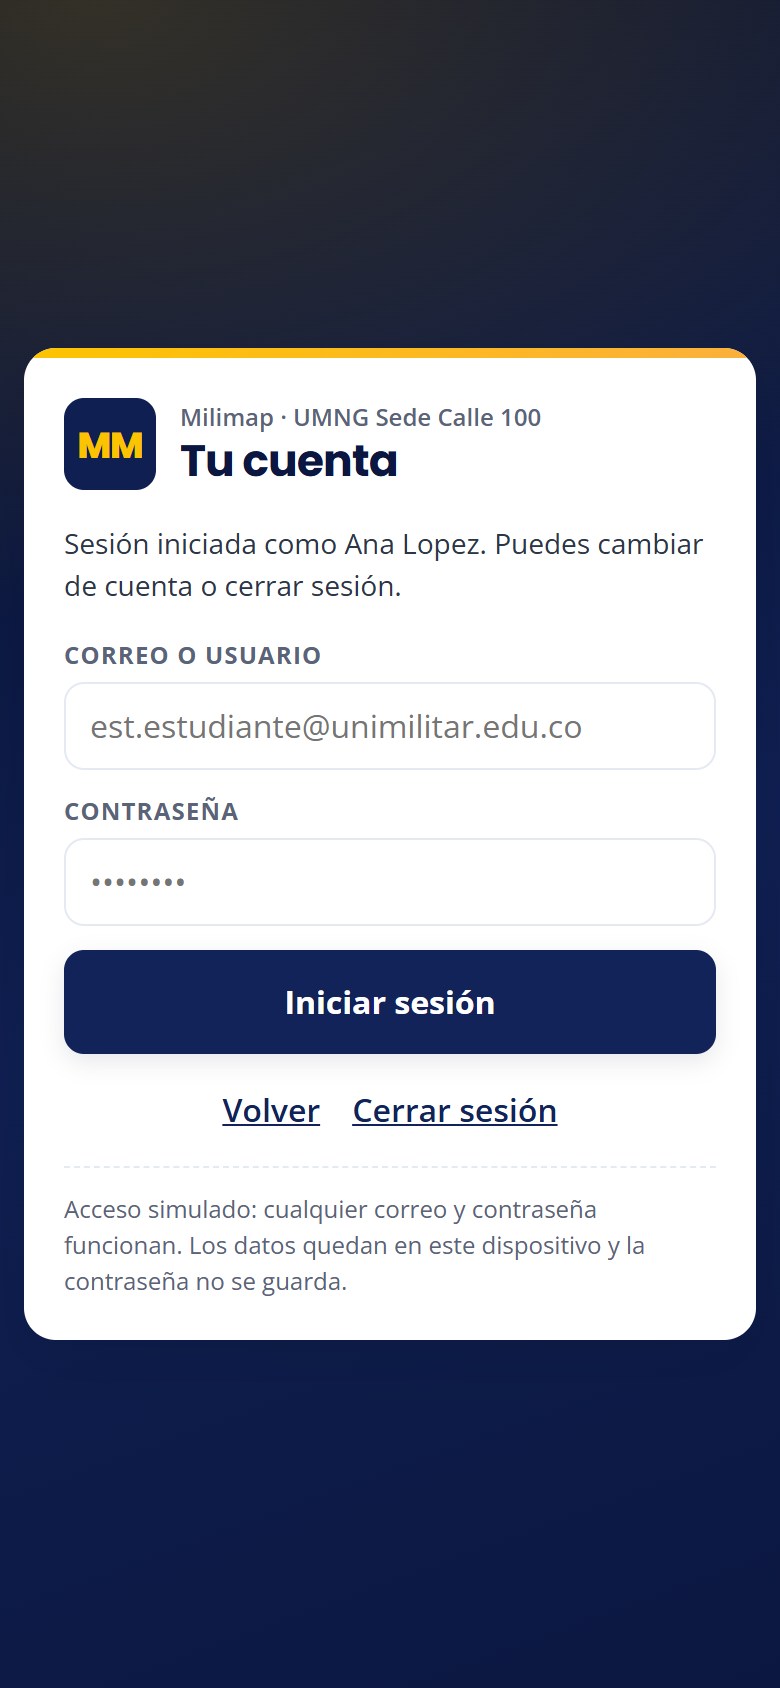 MM
Milimap · UMNG Sede Calle 100
Tu cuenta
Sesión iniciada como Ana Lopez. Puedes cambiar
de cuenta o cerrar sesión.
CORREO O USUARIO
est.estudiante@unimilitar.edu.co
CONTRASEÑA
••••••••
Iniciar sesión
Volver Cerrar sesión
Acceso simulado: cualquier correo y contraseña
funcionan. Los datos quedan en este dispositivo y la
contraseña no se guarda.